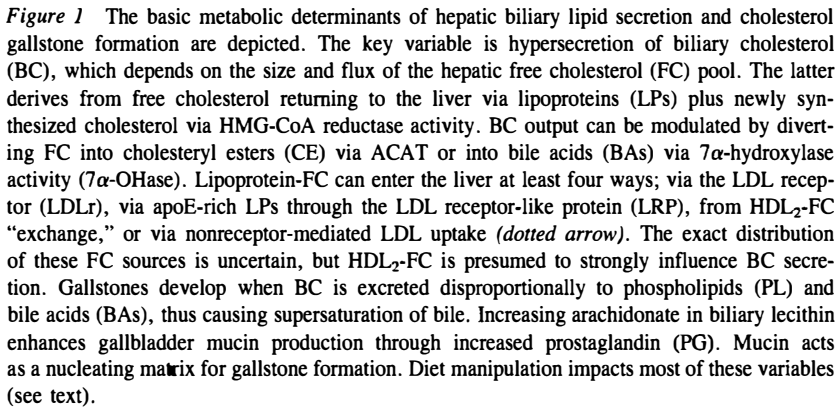 Figure 1 The basic metabolic determinants of hepatic biliary lipid secretion and cholesterol
gallstone formation are depicted. The key variable is hypersecretion of biliary cholesterol
(BC), which depends on the size and flux of the hepatic free cholesterol (FC) pool. The latter
derives from free cholesterol returning to the liver via lipoproteins (LPs) plus newly syn-
thesized cholesterol via HMG-CoA reductase activity. BC output can be modulated by divert-
ing FC into cholesteryl esters (CE) via ACAT or into bile acids (BAs) via 7α-hydroxylase
activity (7α-OHase). Lipoprotein-FC can enter the liver at least four ways; via the LDL recep-
tor (LDLr), via apoE-rich LPs through the LDL receptor-like protein (LRP), from HDL₂-FC
“exchange,” or via nonreceptor-mediated LDL uptake (dotted arrow). The exact distribution
of these FC sources is uncertain, but HDL₂-FC is presumed to strongly influence BC secre-
tion. Gallstones develop when BC is excreted disproportionally to phospholipids (PL) and
bile acids (BAs), thus causing supersaturation of bile. Increasing arachidonate in biliary lecithin
enhances gallbladder mucin production through increased prostaglandin (PG). Mucin acts
as a nucleating matrix for gallstone formation. Diet manipulation impacts most of these variables
(see text).